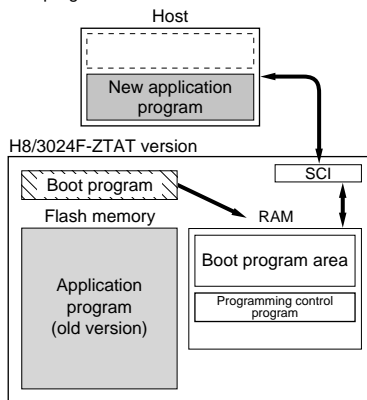 Host
New application
program
H8/3024F-ZTAT version
SCI
Boot program
Flash memory
RAM
Boot program area
Application
program
(old version)
Programming control
program